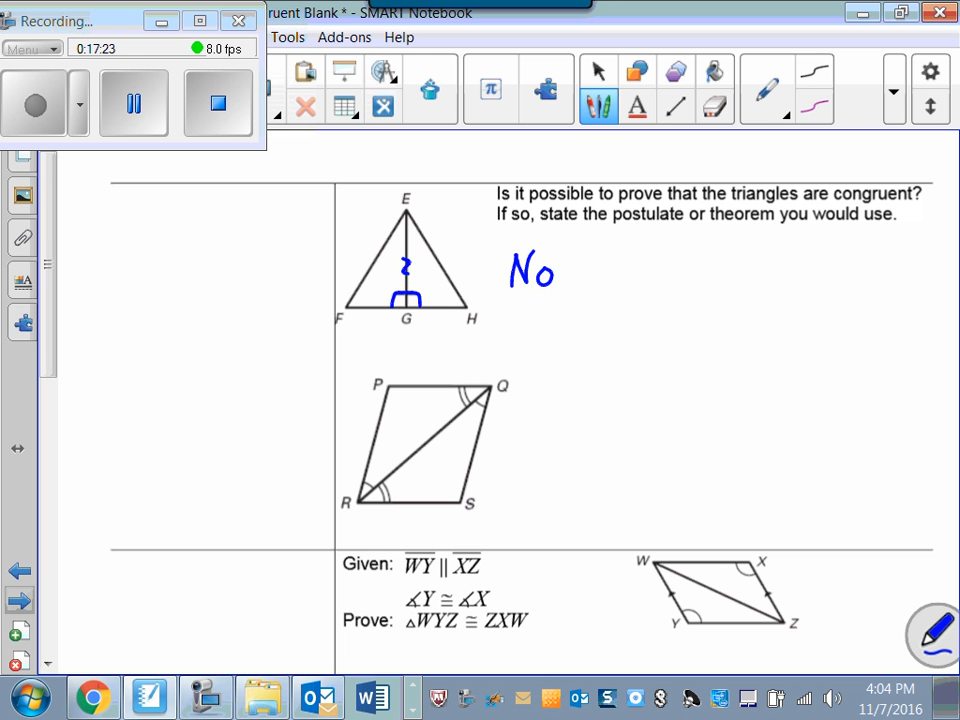 Recording...
ruent Blank * - SMART Notebook
Menu
0:17:23
8.0 fps
Tools Add-ons Help
π
A
Is it possible to prove that the triangles are congruent?
If so, state the postulate or theorem you would use.
E
No
F G H
P Q
R S
Given: WY || XZ
∡Y ≅ ∡X
Prove: △WYZ ≅ ZXW
W X
Y Z
4:04 PM
11/7/2016